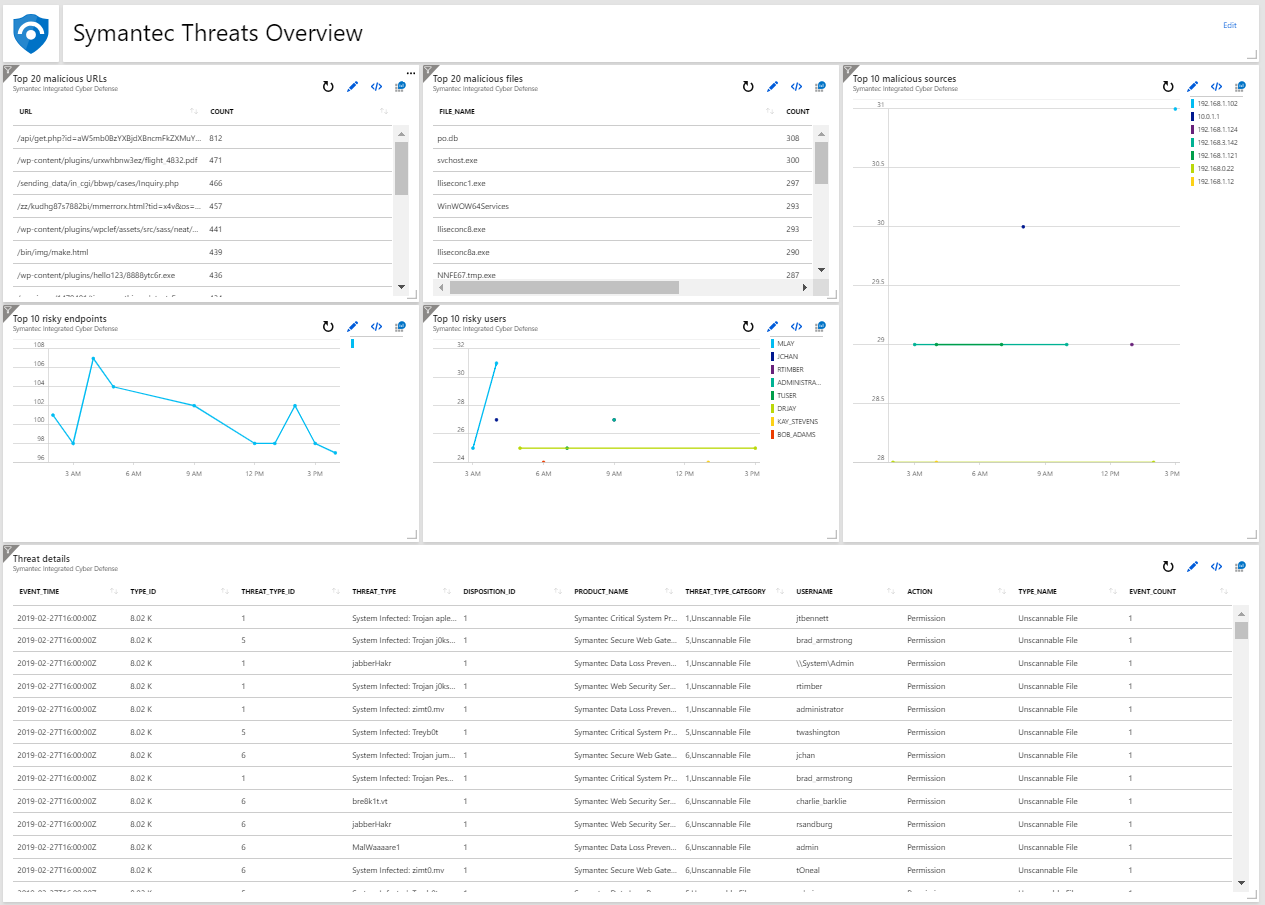 Symantec Threats Overview
Edit
Top 20 malicious URLs
Symantec Integrated Cyber Defense
URL COUNT
/api/get.php?id=aW5mb0BzYXBjdXBncmFkZXMuY... 812
/wp-content/plugins/urxwhbnw3ez/flight_4832.pdf 471
/sending_data/in_cgi/bbwp/cases/Inquiry.php 466
/zz/kudhg87s7882bi/mmerrorx.html?tid=x4v&os=... 457
/wp-content/plugins/wpclef/assets/src/sass/neat/... 441
/bin/img/make.html 439
/wp-content/plugins/hello123/8888ytc6r.exe 436
Top 20 malicious files
Symantec Integrated Cyber Defense
FILE_NAME COUNT
po.db 308
svchost.exe 300
lliseconc1.exe 297
WinWOW64Services 293
lliseconc8.exe 293
lliseconc8a.exe 290
NNFE67.tmp.exe 287
Top 10 malicious sources
Symantec Integrated Cyber Defense
31
30.5
30
29.5
29
28.5
28
3 AM 6 AM 9 AM 12 PM 3 PM
192.168.1.102
10.0.1.1
192.168.1.124
192.168.3.142
192.168.1.121
192.168.0.22
192.168.1.12
Top 10 risky endpoints
Symantec Integrated Cyber Defense
108
106
104
102
100
98
96
3 AM 6 AM 9 AM 12 PM 3 PM
Top 10 risky users
Symantec Integrated Cyber Defense
32
30
28
26
24
3 AM 6 AM 9 AM 12 PM 3 PM
MLAY
JCHAN
RTIMBER
ADMINISTRA...
TUSER
DRJAY
KAY_STEVENS
BOB_ADAMS
Threat details
Symantec Integrated Cyber Defense
EVENT_TIME TYPE_ID THREAT_TYPE_ID THREAT_TYPE DISPOSITION_ID PRODUCT_NAME THREAT_TYPE_CATEGORY USERNAME ACTION TYPE_NAME EVENT_COUNT
2019-02-27T16:00:00Z 8.02 K 1 System Infected: Trojan aple... 1 Symantec Critical System Pr... 1,Unscannable File jtbennett Permission Unscannable File 1
2019-02-27T16:00:00Z 8.02 K 5 System Infected: Trojan j0ks... 1 Symantec Secure Web Gate... 5,Unscannable File brad_armstrong Permission Unscannable File 1
2019-02-27T16:00:00Z 8.02 K 1 jabberHakr 1 Symantec Data Loss Preven... 1,Unscannable File \\System\Admin Permission Unscannable File 1
2019-02-27T16:00:00Z 8.02 K 1 System Infected: Trojan j0ks... 1 Symantec Web Security Ser... 1,Unscannable File rtimber Permission Unscannable File 1
2019-02-27T16:00:00Z 8.02 K 1 System Infected: zimt0.mv 1 Symantec Data Loss Preven... 1,Unscannable File administrator Permission Unscannable File 1
2019-02-27T16:00:00Z 8.02 K 5 System Infected: Treyb0t 1 Symantec Critical System Pr... 5,Unscannable File twashington Permission Unscannable File 1
2019-02-27T16:00:00Z 8.02 K 6 System Infected: Trojan jum... 1 Symantec Secure Web Gate... 6,Unscannable File jchan Permission Unscannable File 1
2019-02-27T16:00:00Z 8.02 K 1 System Infected: Trojan Pes... 1 Symantec Critical System Pr... 1,Unscannable File brad_armstrong Permission Unscannable File 1
2019-02-27T16:00:00Z 8.02 K 6 bre8k1t.vt 1 Symantec Web Security Ser... 6,Unscannable File charlie_barklie Permission Unscannable File 1
2019-02-27T16:00:00Z 8.02 K 6 jabberHakr 1 Symantec Web Security Ser... 6,Unscannable File rsandburg Permission Unscannable File 1
2019-02-27T16:00:00Z 8.02 K 6 MalWaaaare1 1 Symantec Data Loss Preven... 6,Unscannable File admin Permission Unscannable File 1
2019-02-27T16:00:00Z 8.02 K 6 System Infected: zimt0.mv 1 Symantec Secure Web Gate... 6,Unscannable File tOneal Permission Unscannable File 1